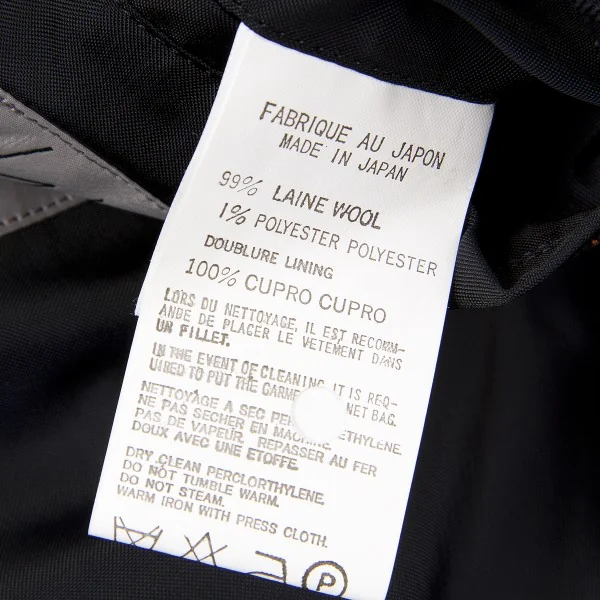 FABRIQUE AU JAPON
MADE IN JAPAN
99% LAINE WOOL
1% POLYESTER POLYESTER
DOUBLURE LINING
100% CUPRO CUPRO
LORS DU NETTOYAGE, IL EST RECOMM-
ANDE DE PLACER LE VETEMENT DANS
UN FILLET.
IN THE EVENT OF CLEANING, IT IS REQ-
UIRED TO PUT THE NET BAG.
NETTOYAGE A SEC
NE PAS SECHER EN
PAS DE VAPEUR. REPASSER AU FER
DOUX AVEC UNE ETOFFE.
DRY CLEAN PERCLORTHYLENE.
DO NOT TUMBLE WARM.
DO NOT STEAM.
WARM IRON WITH PRESS CLOTH.
P